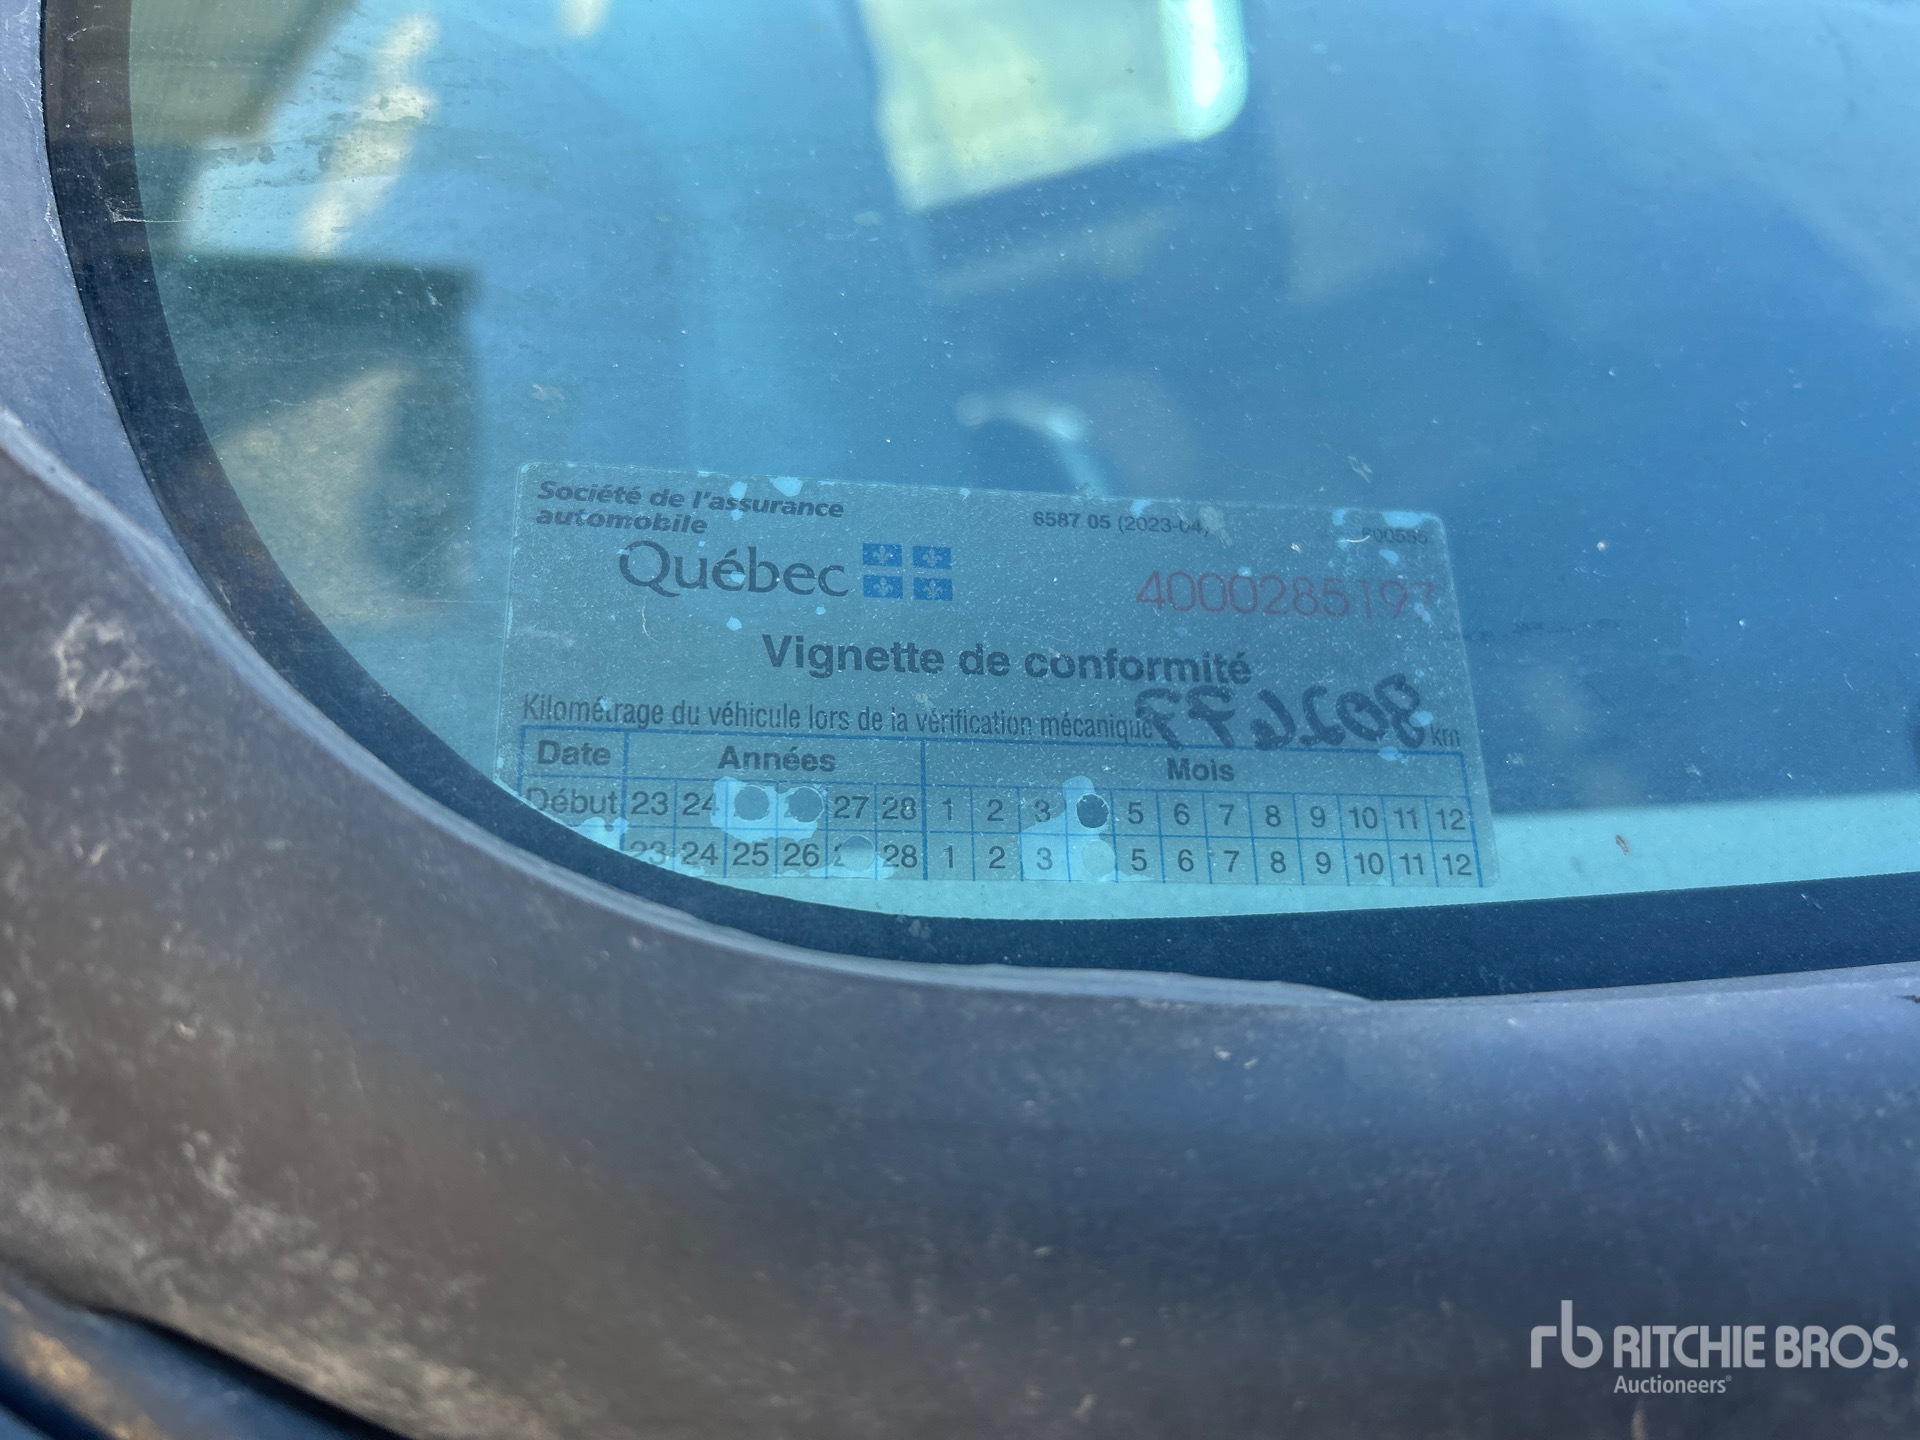 Société de l'assurance
automobile
Québec
6587 05 (2023-04)
4000285197
Vignette de conformité
Kilométrage du véhicule lors de la vérification mécanique km
Date Années Mois
Début 23 24 27 28 1 2 3 5 6 7 8 9 10 11 12
23 24 25 26 28 1 2 3 5 6 7 8 9 10 11 12
rb RITCHIE BROS.
Auctioneers